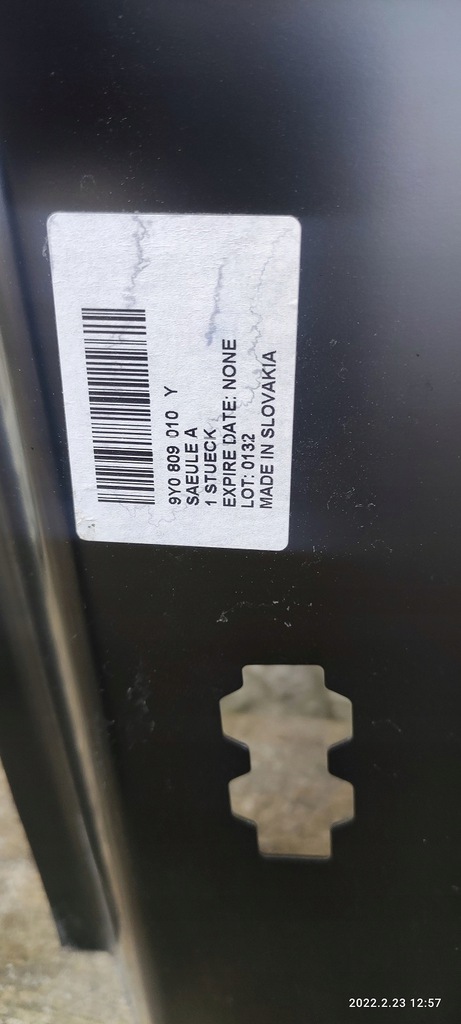 9Y0 809 010 Y
SAEULE A
1 STUECK
EXPIRE DATE: NONE
LOT: 0132
MADE IN SLOVAKIA
2022.2.23 12:57